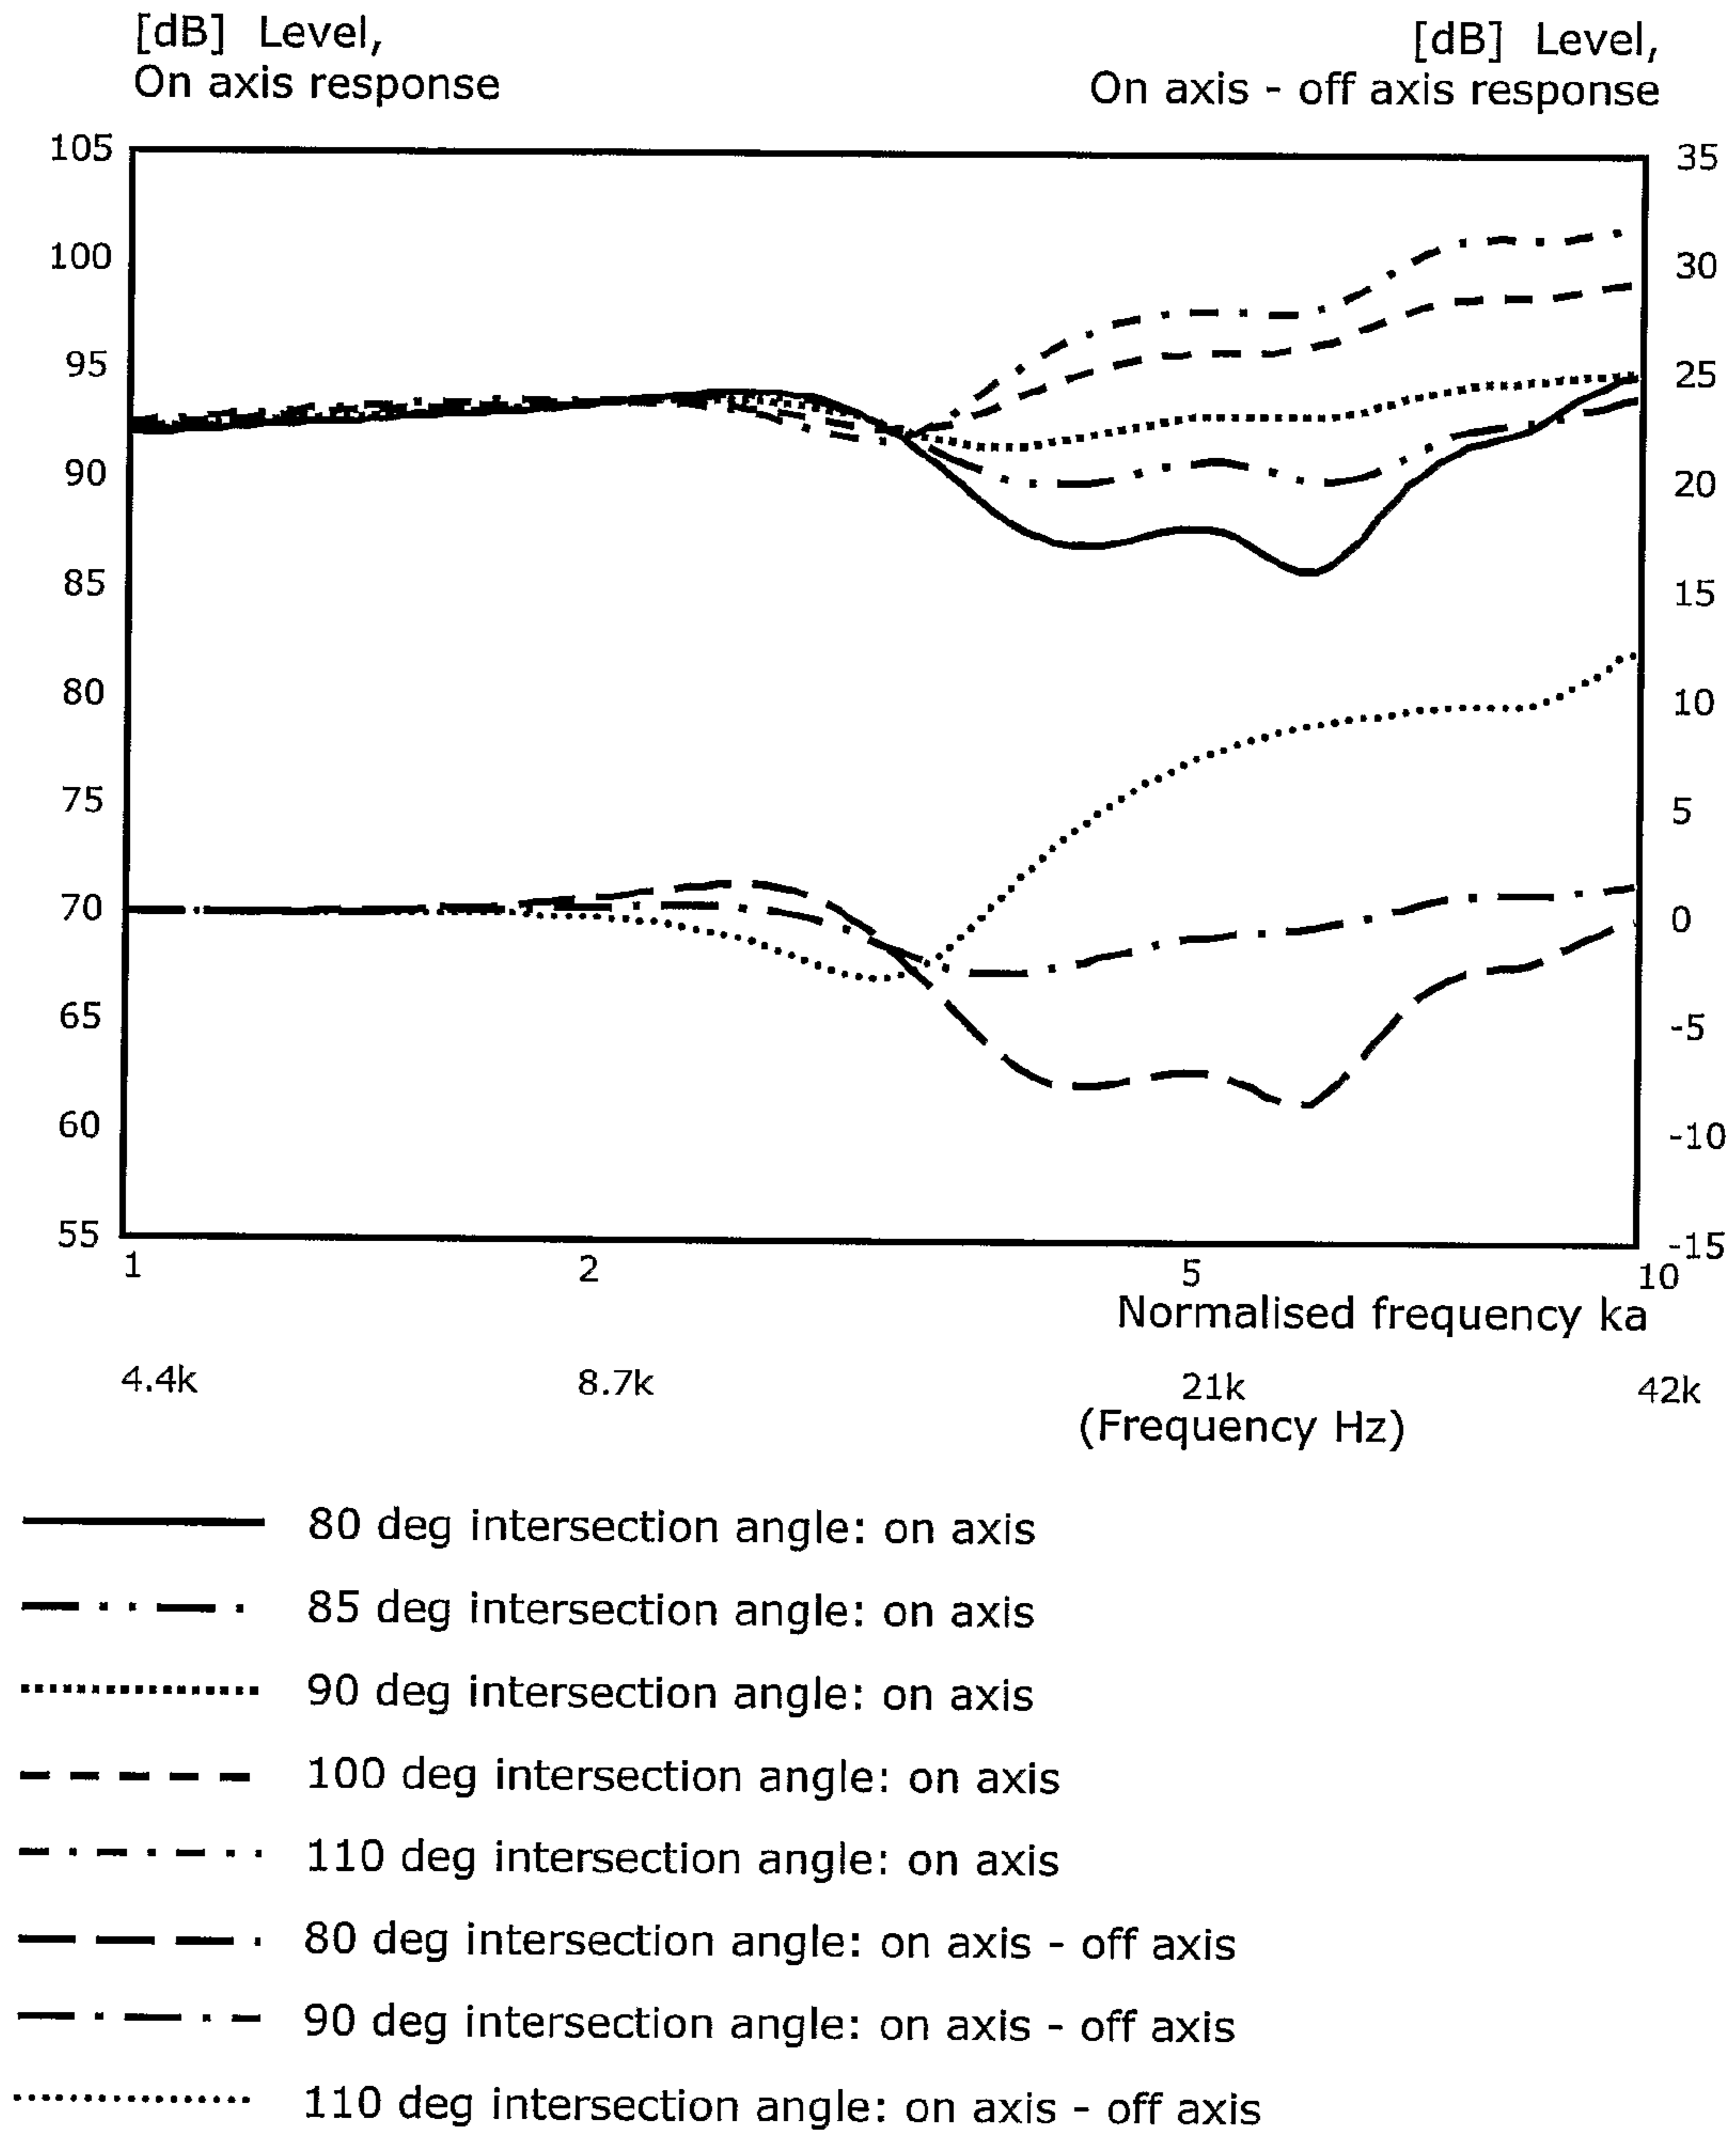 [dB] Level,
On axis response
[dB] Level,
On axis - off axis response
105
100
95
90
85
80
75
70
65
60
55
35
30
25
20
15
10
5
0
-5
-10
-15
1
2
5
10
Normalised frequency ka
4.4k
8.7k
21k
42k
(Frequency Hz)
80 deg intersection angle: on axis
85 deg intersection angle: on axis
90 deg intersection angle: on axis
100 deg intersection angle: on axis
110 deg intersection angle: on axis
80 deg intersection angle: on axis - off axis
90 deg intersection angle: on axis - off axis
110 deg intersection angle: on axis - off axis